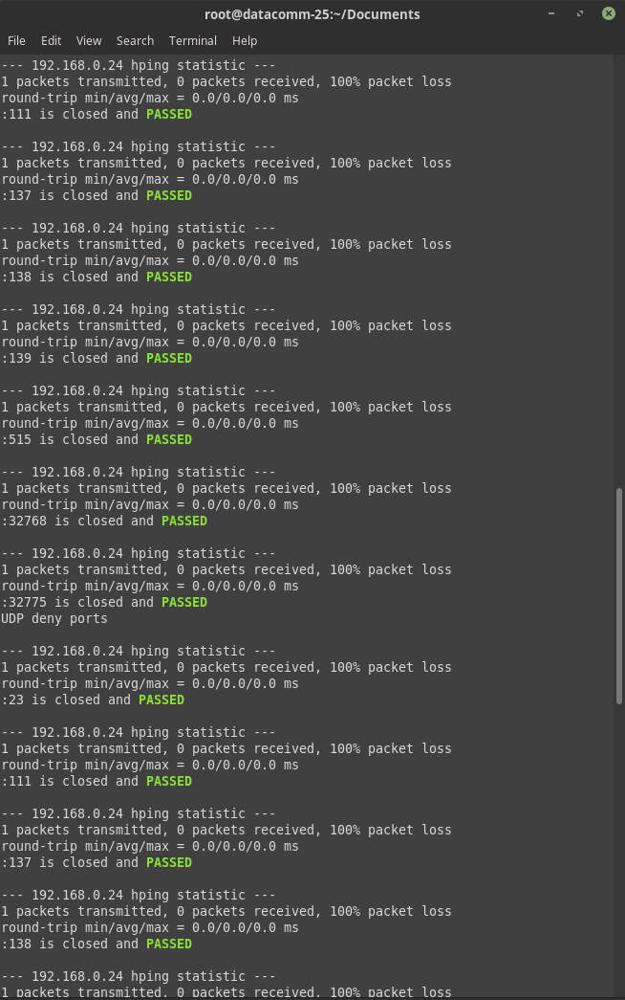 root@datacomm-25:~/Documents
File Edit View Search Terminal Help
--- 192.168.0.24 hping statistic ---
1 packets transmitted, 0 packets received, 100% packet loss
round-trip min/avg/max = 0.0/0.0/0.0 ms
:111 is closed and PASSED
--- 192.168.0.24 hping statistic ---
1 packets transmitted, 0 packets received, 100% packet loss
round-trip min/avg/max = 0.0/0.0/0.0 ms
:137 is closed and PASSED
--- 192.168.0.24 hping statistic ---
1 packets transmitted, 0 packets received, 100% packet loss
round-trip min/avg/max = 0.0/0.0/0.0 ms
:138 is closed and PASSED
--- 192.168.0.24 hping statistic ---
1 packets transmitted, 0 packets received, 100% packet loss
round-trip min/avg/max = 0.0/0.0/0.0 ms
:139 is closed and PASSED
--- 192.168.0.24 hping statistic ---
1 packets transmitted, 0 packets received, 100% packet loss
round-trip min/avg/max = 0.0/0.0/0.0 ms
:515 is closed and PASSED
--- 192.168.0.24 hping statistic ---
1 packets transmitted, 0 packets received, 100% packet loss
round-trip min/avg/max = 0.0/0.0/0.0 ms
:32768 is closed and PASSED
--- 192.168.0.24 hping statistic ---
1 packets transmitted, 0 packets received, 100% packet loss
round-trip min/avg/max = 0.0/0.0/0.0 ms
:32775 is closed and PASSED
UDP deny ports
--- 192.168.0.24 hping statistic ---
1 packets transmitted, 0 packets received, 100% packet loss
round-trip min/avg/max = 0.0/0.0/0.0 ms
:23 is closed and PASSED
--- 192.168.0.24 hping statistic ---
1 packets transmitted, 0 packets received, 100% packet loss
round-trip min/avg/max = 0.0/0.0/0.0 ms
:111 is closed and PASSED
--- 192.168.0.24 hping statistic ---
1 packets transmitted, 0 packets received, 100% packet loss
round-trip min/avg/max = 0.0/0.0/0.0 ms
:137 is closed and PASSED
--- 192.168.0.24 hping statistic ---
1 packets transmitted, 0 packets received, 100% packet loss
round-trip min/avg/max = 0.0/0.0/0.0 ms
:138 is closed and PASSED
--- 192.168.0.24 hping statistic ---
1 packets transmitted, 0 packets received, 100% packet loss